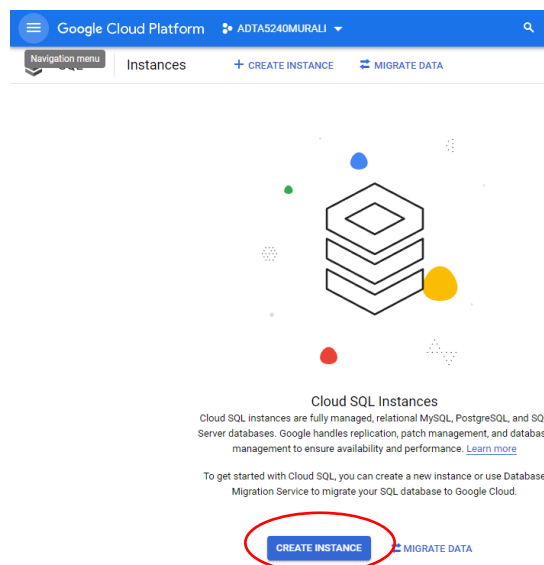 Google Cloud Platform ADTA5240MURALI
Navigation menu
SQL Instances CREATE INSTANCE MIGRATE DATA
Cloud SQL Instances
Cloud SQL instances are fully managed, relational MySQL, PostgreSQL, and SQ
Server databases. Google handles replication, patch management, and databas
management to ensure availability and performance. Learn more
To get started with Cloud SQL, you can create a new instance or use Database
Migration Service to migrate your SQL database to Google Cloud.
CREATE INSTANCE MIGRATE DATA